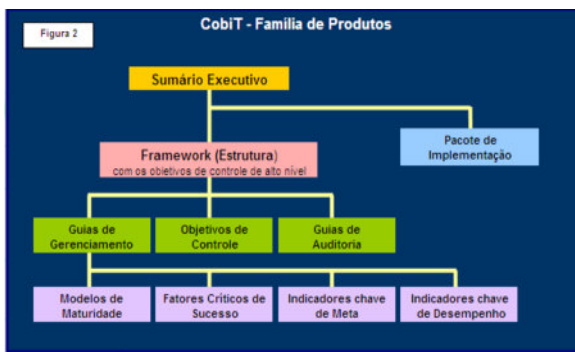 CobiT - Familia de Produtos
Figura 2
Sumário Executivo
Pacote de
Implementação
Framework (Estrutura)
com os objetivos de controle de alto nível
Guias de
Gerenciamento
Objetivos de
Controle
Guias de
Auditoria
Modelos de
Maturidade
Fatores Críticos de
Sucesso
Indicadores chave
de Meta
Indicadores chave
de Desempenho